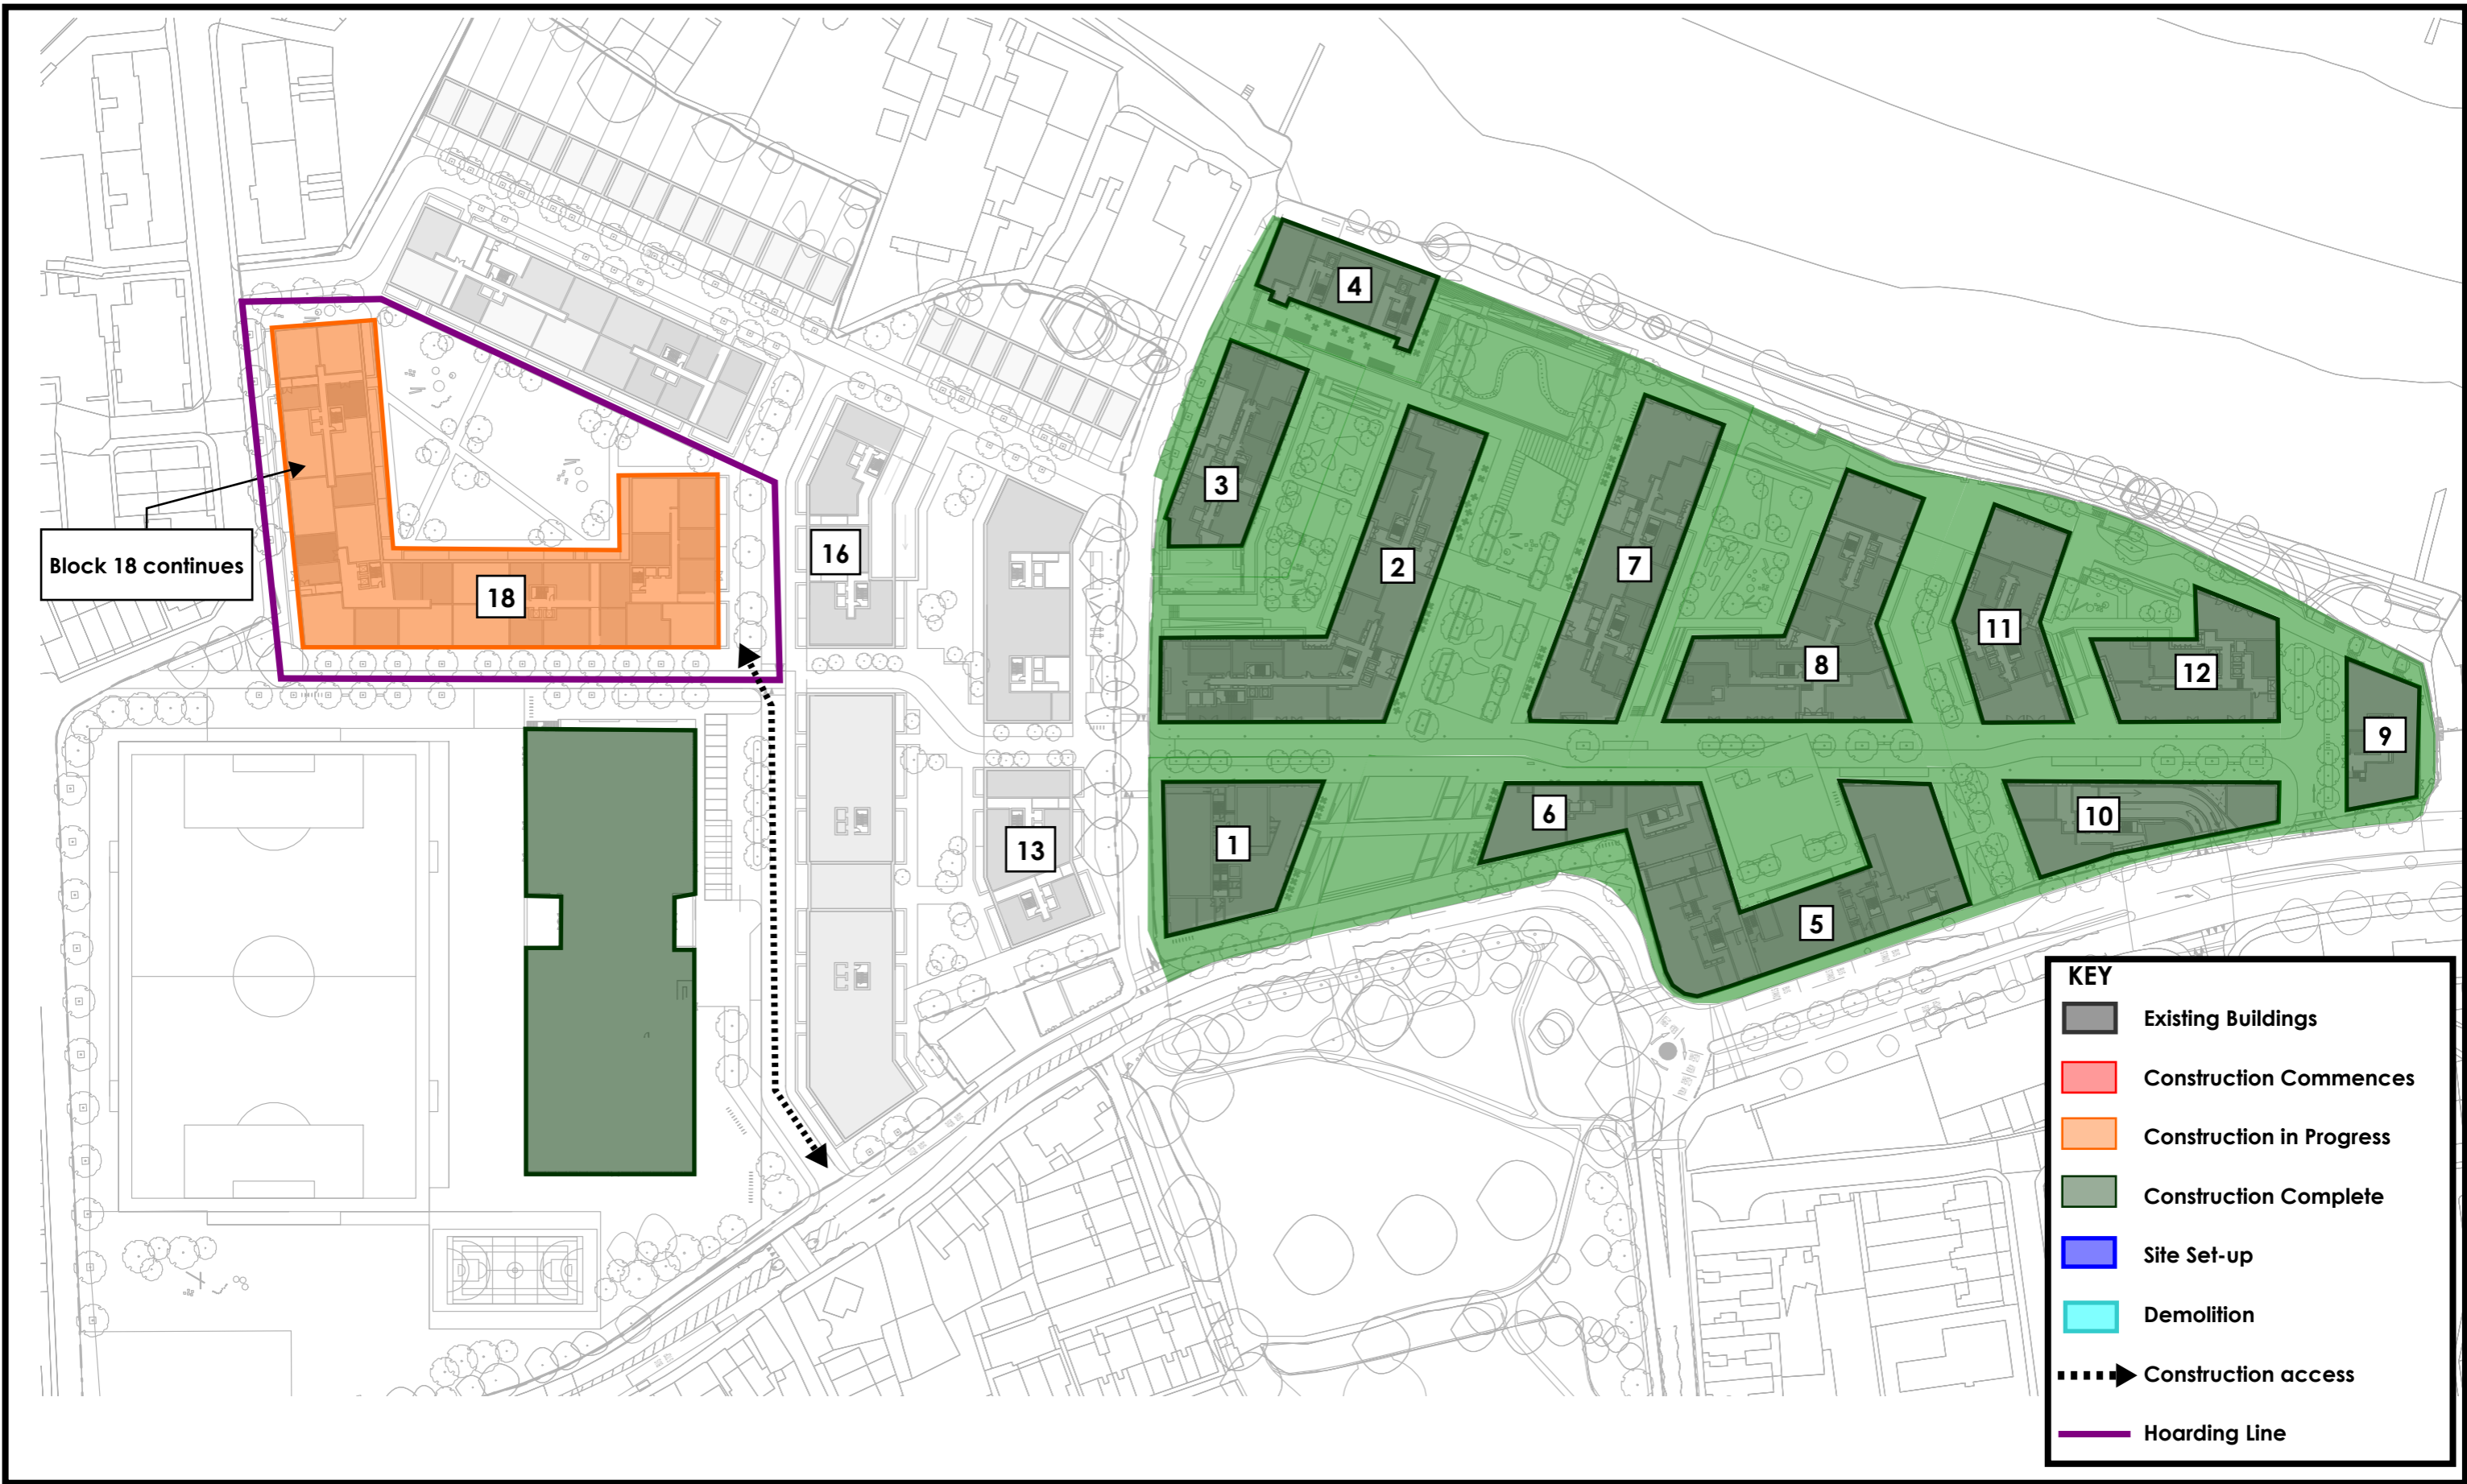 4
3
2
7
16
Block 18 continues
18
11
8
12
9
1
6
10
13
5
KEY
Existing Buildings
Construction Commences
Construction in Progress
Construction Complete
Site Set-up
Demolition
Construction access
Hoarding Line